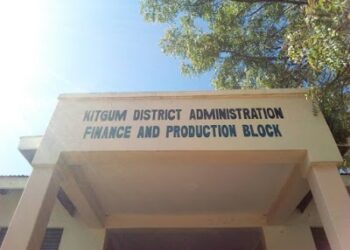 KITGUM DISTRICT ADMINISTRATION
FINANCE AND PRODUCTION BLOCK